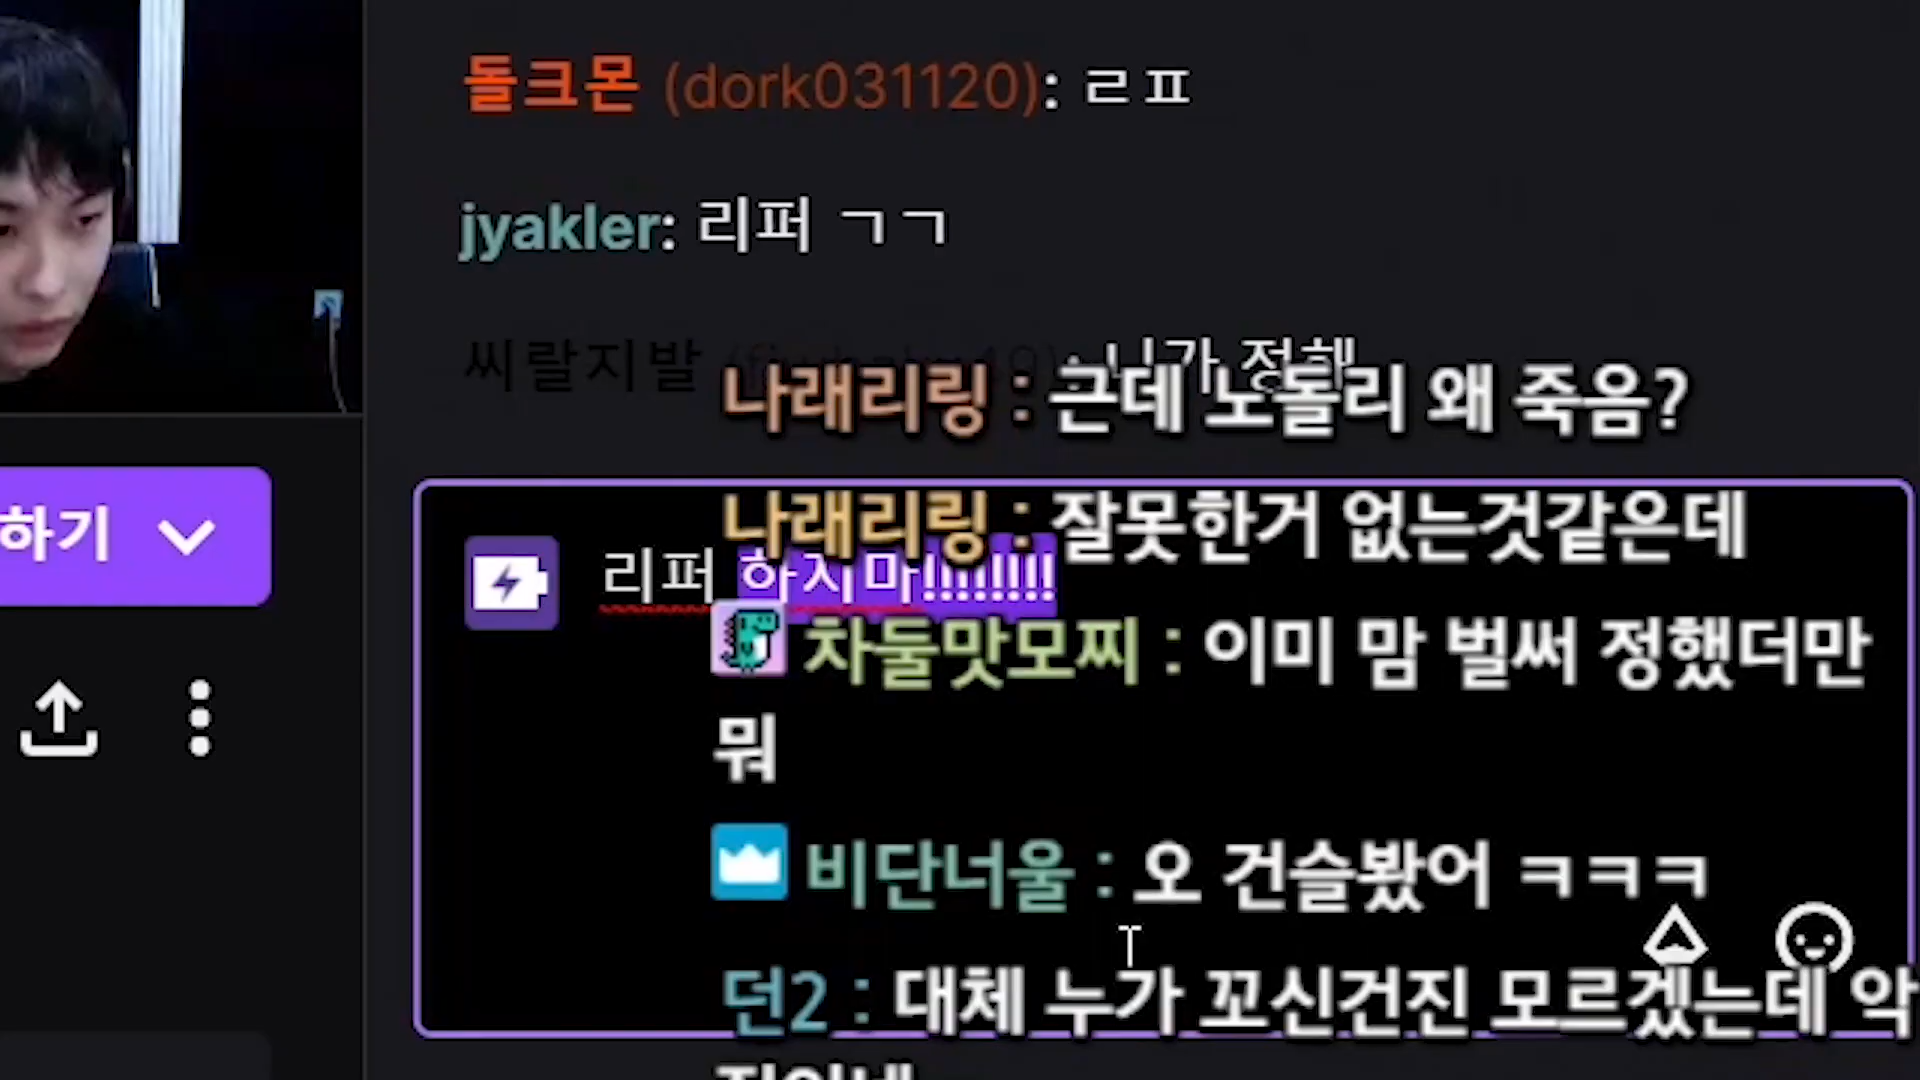 돌크몬 (dork031120): ㄹㅍ
jyakler: 리퍼 ㄱㄱ
씨랄지발 : 니가 정해
나래리링 : 근데 노돌리 왜 죽음?
하기
나래리링 : 잘못한거 없는것같은데
리퍼 하지마!!!!!!!!
차둘맛모찌 : 이미 맘 벌써 정했더만
뭐
비단너울 : 오 건슬봤어 ㅋㅋㅋ
던2 : 대체 누가 꼬신건진 모르겠는데 악